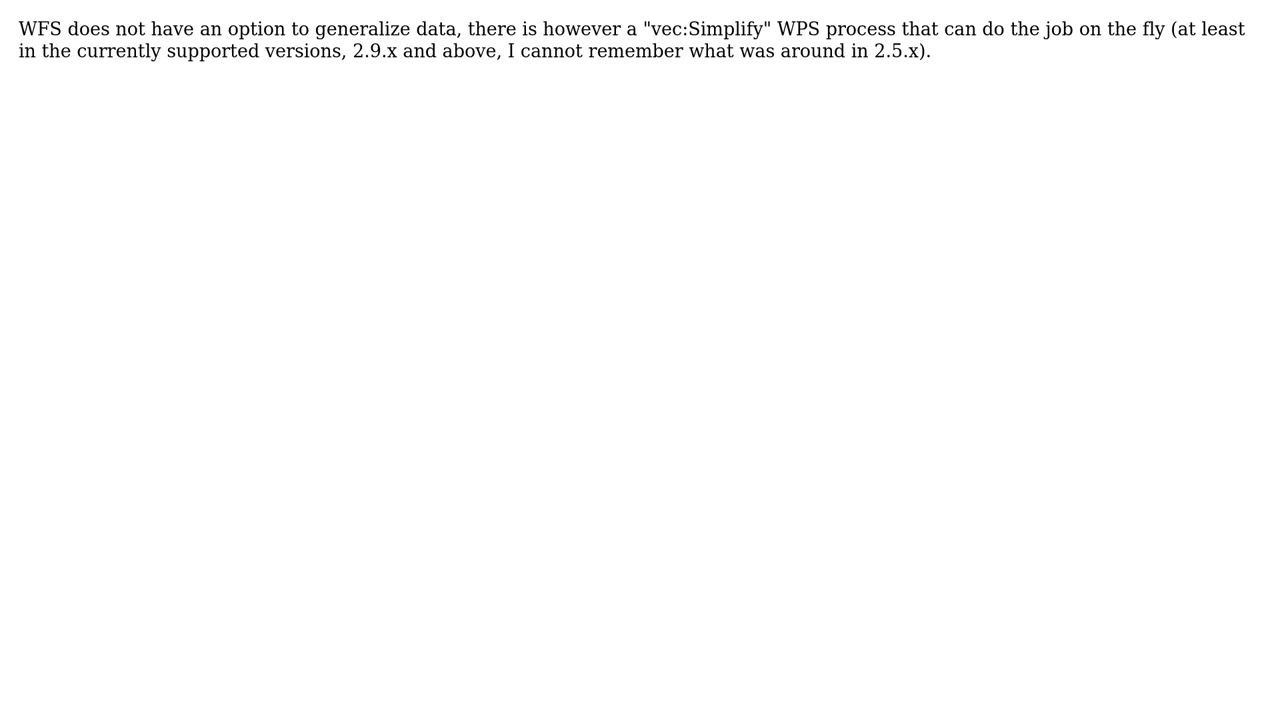 WFS does not have an option to generalize data, there is however a "vec:Simplify" WPS process that can do the job on the fly (at least
in the currently supported versions, 2.9.x and above, I cannot remember what was around in 2.5.x).